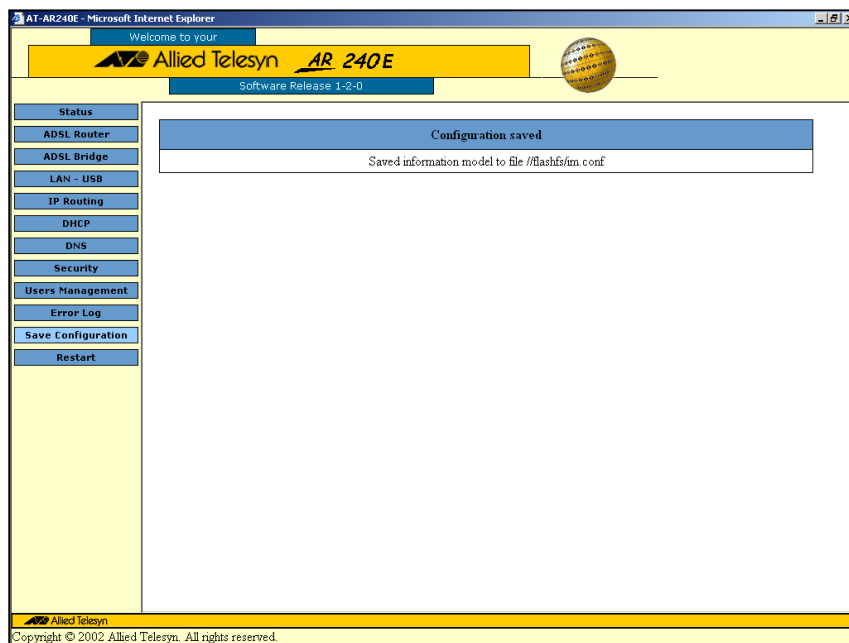 AT-AR240E - Microsoft Internet Explorer
Welcome to your
Allied Telesyn AR 240E
Software Release 1-2-0
Status
ADSL Router
ADSL Bridge
LAN - USB
IP Routing
DHCP
DNS
Security
Users Management
Error Log
Save Configuration
Restart
Configuration saved
Saved information model to file //flashfs/im.conf
Allied Telesyn
Copyright © 2002 Allied Telesyn. All rights reserved.